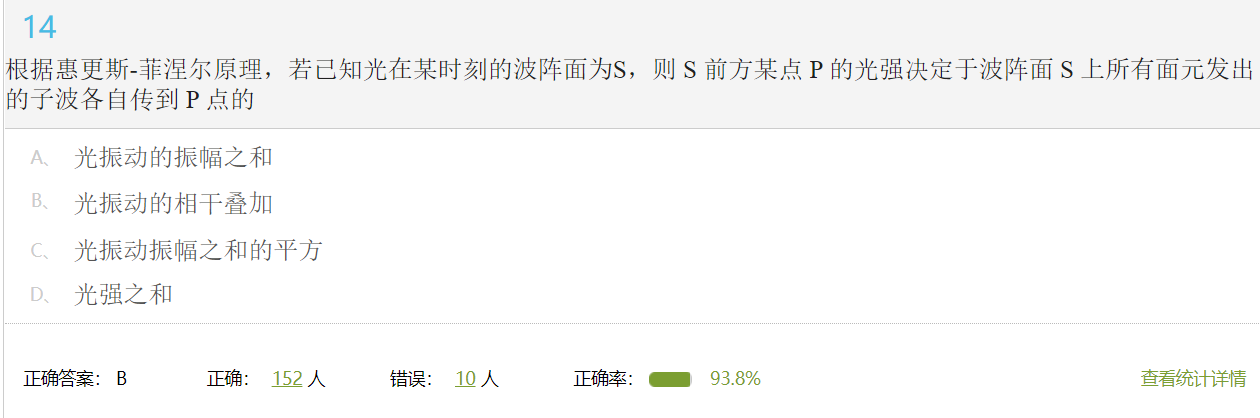 14
根据惠更斯-菲涅尔原理，若已知光在某时刻的波阵面为S，则 S 前方某点 P 的光强决定于波阵面 S 上所有面元发出
的子波各自传到 P 点的
A、 光振动的振幅之和
B、 光振动的相干叠加
C、 光振动振幅之和的平方
D、 光强之和
正确答案： B 正确： 152 人 错误： 10 人 正确率： 93.8% 查看统计详情